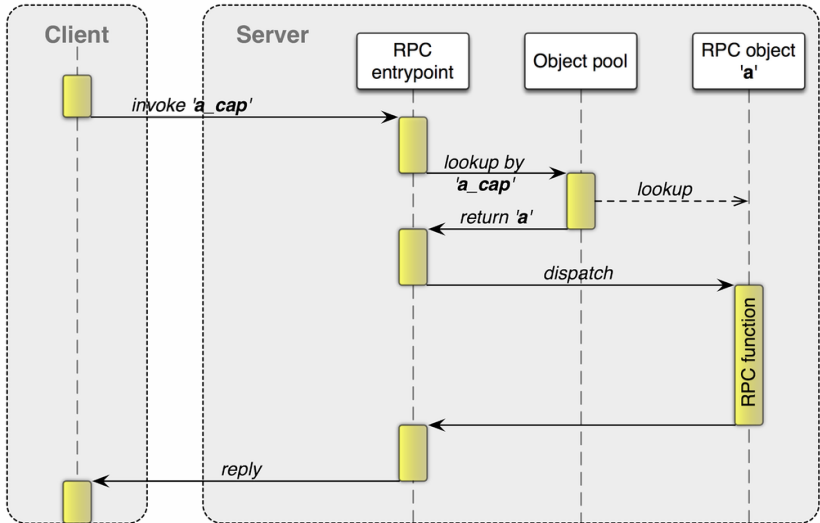 Client
Server
RPC
entrypoint
Object pool
RPC object
'a'
invoke 'a_cap'
lookup by
'a_cap'
lookup
return 'a'
dispatch
RPC function
reply